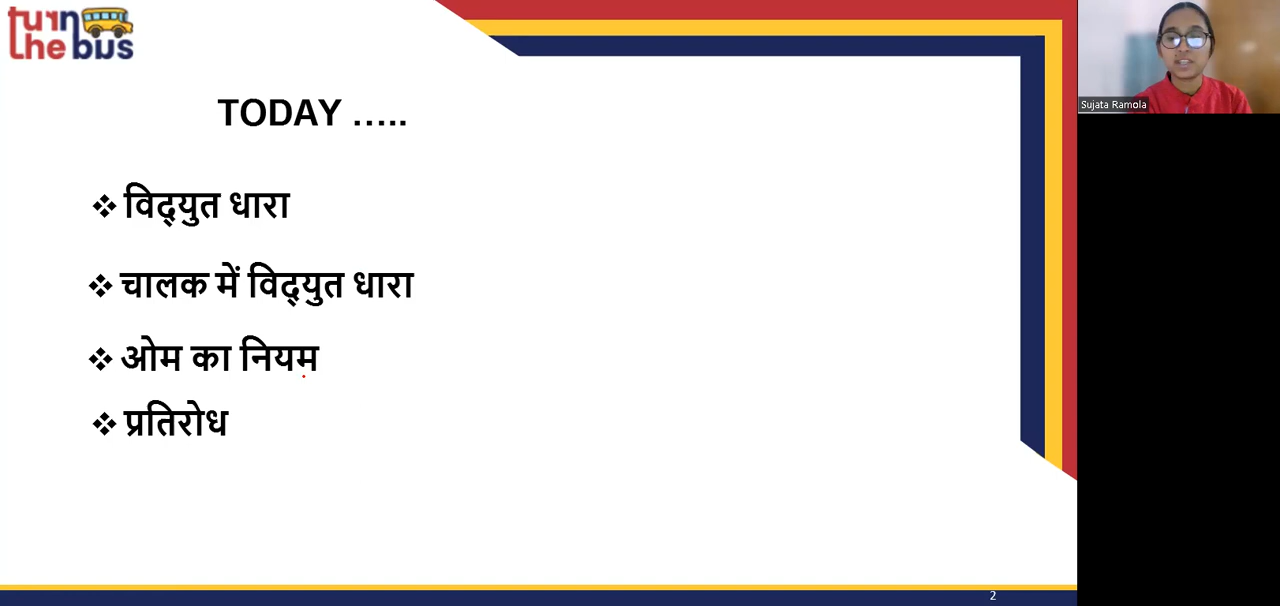 turn
the bus
Sujata Ramola
TODAY .....
❖ विद्युत धारा
❖ चालक में विद्युत धारा
❖ ओम का नियम
❖ प्रतिरोध
2